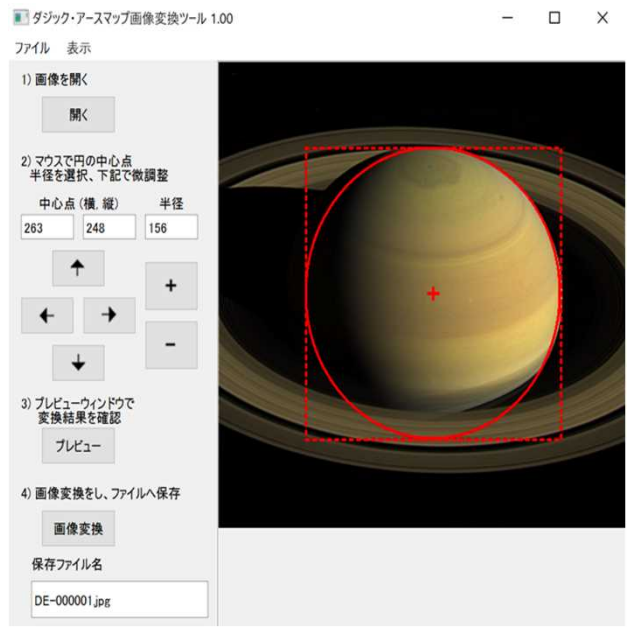 ダジック・アースマップ画像変換ツール 1.00
ファイル 表示
1) 画像を開く
開く
2) マウスで円の中心点
半径を選択、下記で微調整
中心点 (横, 縦) 半径
263 248 156
+
-
3) プレビューウィンドウで
変換結果を確認
プレビュー
4) 画像変換をし、ファイルへ保存
画像変換
保存ファイル名
DE-000001.jpg